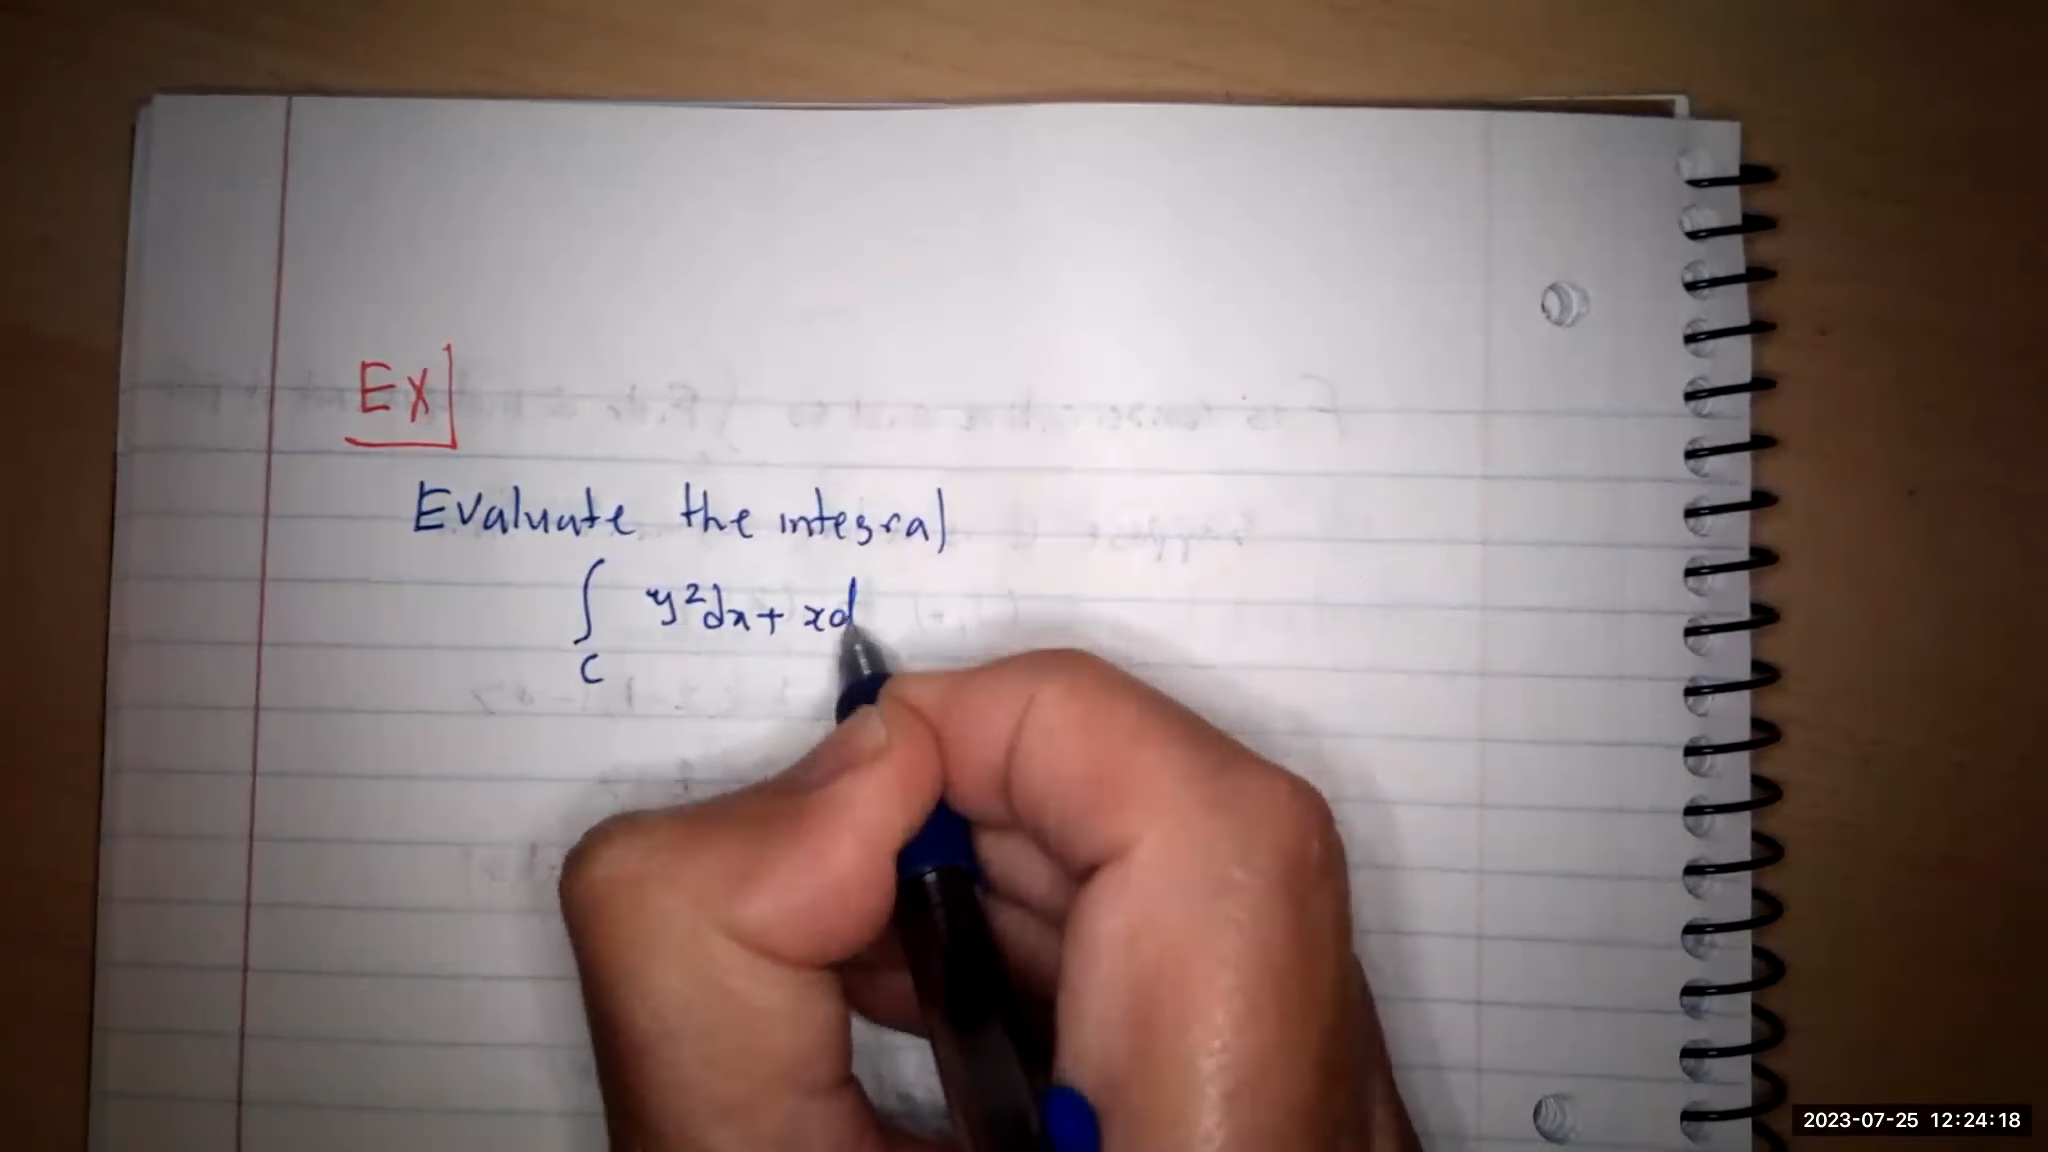 EX
Evaluate the integral
∫ y²dx + xd
C
2023-07-25 12:24:18